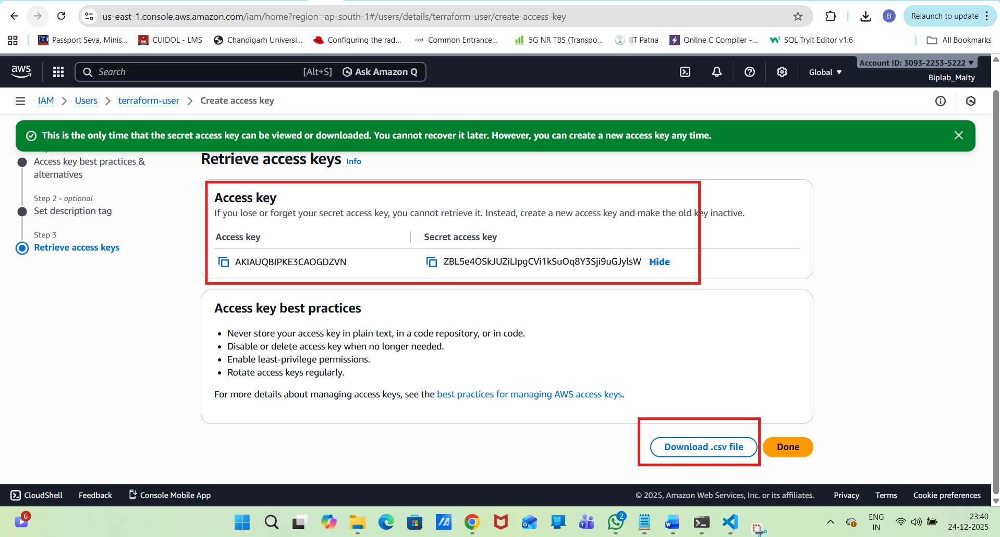 us-east-1.console.aws.amazon.com/iam/home?region=ap-south-1#/users/details/terraform-user/create-access-key
B
Relaunch to update
Passport Seva, Minis...
CUIDOL - LMS
Chandigarh Universi...
Configuring the rad...
Common Entrance...
5G NR TBS (Transpo...
IIT Patna
Online C Compiler -...
SQL Tryit Editor v1.6
All Bookmarks
aws
Search
[Alt+S]
Ask Amazon Q
Global
Account ID: 3093-2253-5222
Biplab_Maity
IAM
Users
terraform-user
Create access key
This is the only time that the secret access key can be viewed or downloaded. You cannot recover it later. However, you can create a new access key any time.
Access key best practices &
alternatives
Step 2 - optional
Set description tag
Step 3
Retrieve access keys
Retrieve access keys
Info
Access key
If you lose or forget your secret access key, you cannot retrieve it. Instead, create a new access key and make the old key inactive.
Access key
Secret access key
AKIAUQBIPKE3CAOGDZVN
ZBL5e4OSkJUZiLIpgCVi1kSuOq8Y3Sji9uGJylsW
Hide
Access key best practices
• Never store your access key in plain text, in a code repository, or in code.
• Disable or delete access key when no longer needed.
• Enable least-privilege permissions.
• Rotate access keys regularly.
For more details about managing access keys, see the best practices for managing AWS access keys.
Download .csv file
Done
CloudShell
Feedback
Console Mobile App
© 2025, Amazon Web Services, Inc. or its affiliates.
Privacy
Terms
Cookie preferences
6
2
ENG
IN
23:40
24-12-2025